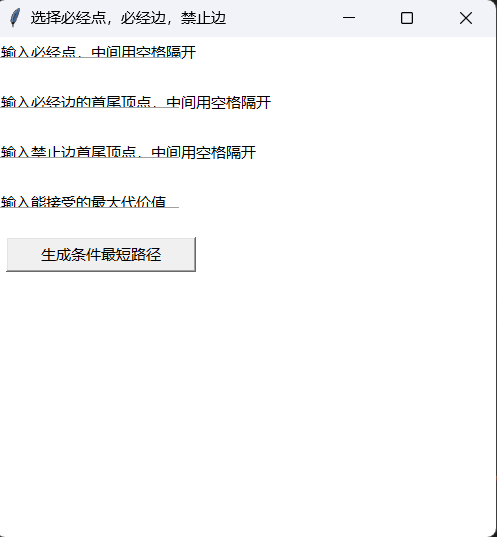 选择必经点，必经边，禁止边
输入必经点，中间用空格隔开
输入必经边的首尾顶点，中间用空格隔开
输入禁止边首尾顶点，中间用空格隔开
输入能接受的最大代价值
生成条件最短路径